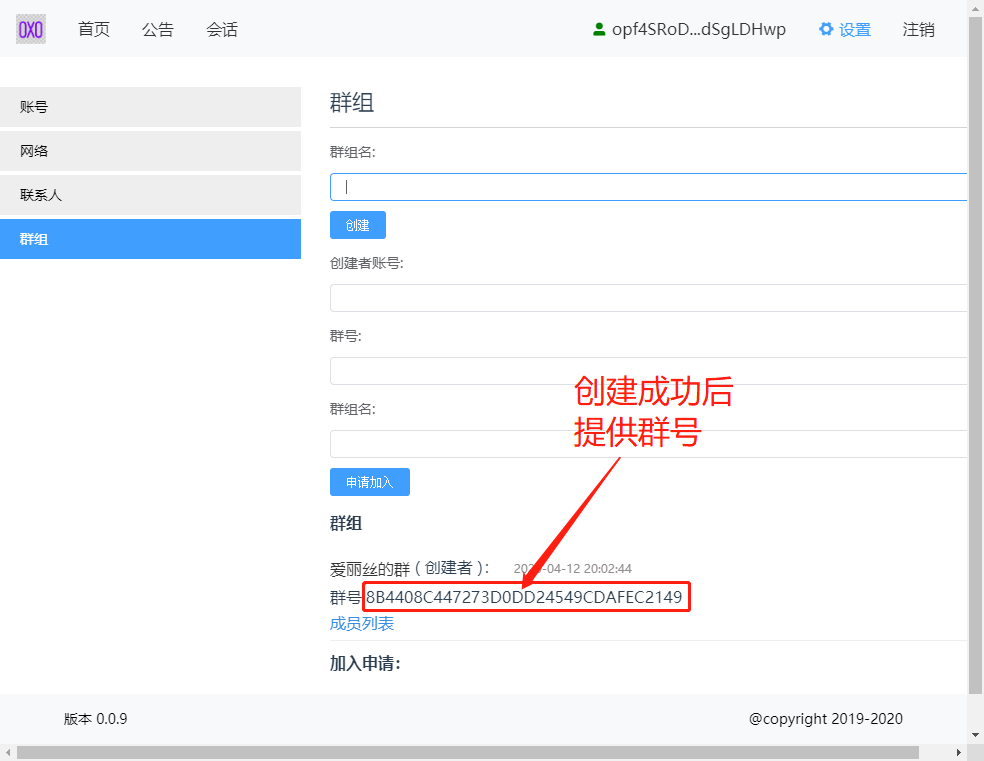 OXO
首页
公告
会话
opf4SRoD...dSgLDHwp
设置
注销
账号
网络
联系人
群组
群组
群组名:
创建
创建者账号:
群号:
群组名:
申请加入
创建成功后
提供群号
群组
爱丽丝的群（创建者）：
04-12 20:02:44
群号
8B4408C447273D0DD24549CDAFEC2149
成员列表
加入申请：
版本 0.0.9
@copyright 2019-2020